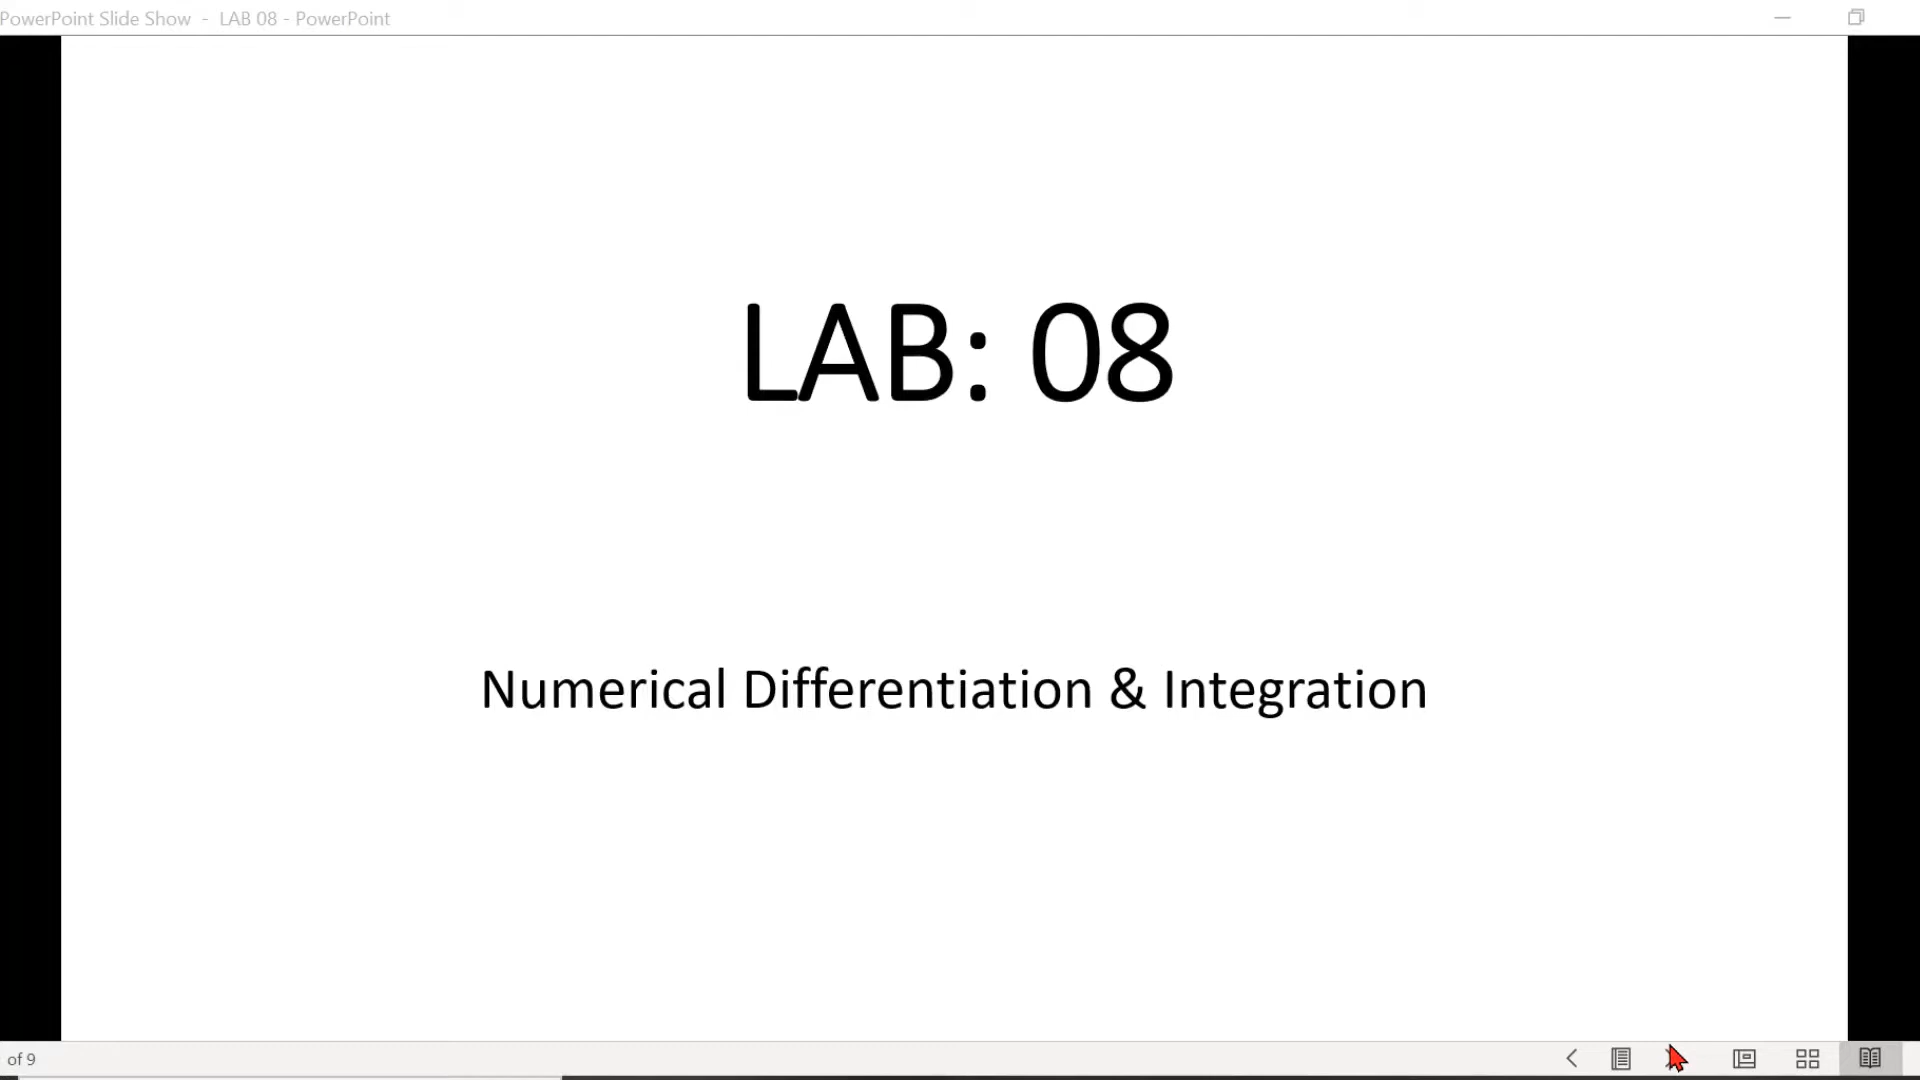 PowerPoint Slide Show - LAB 08 - PowerPoint
LAB: 08
Numerical Differentiation & Integration
of 9